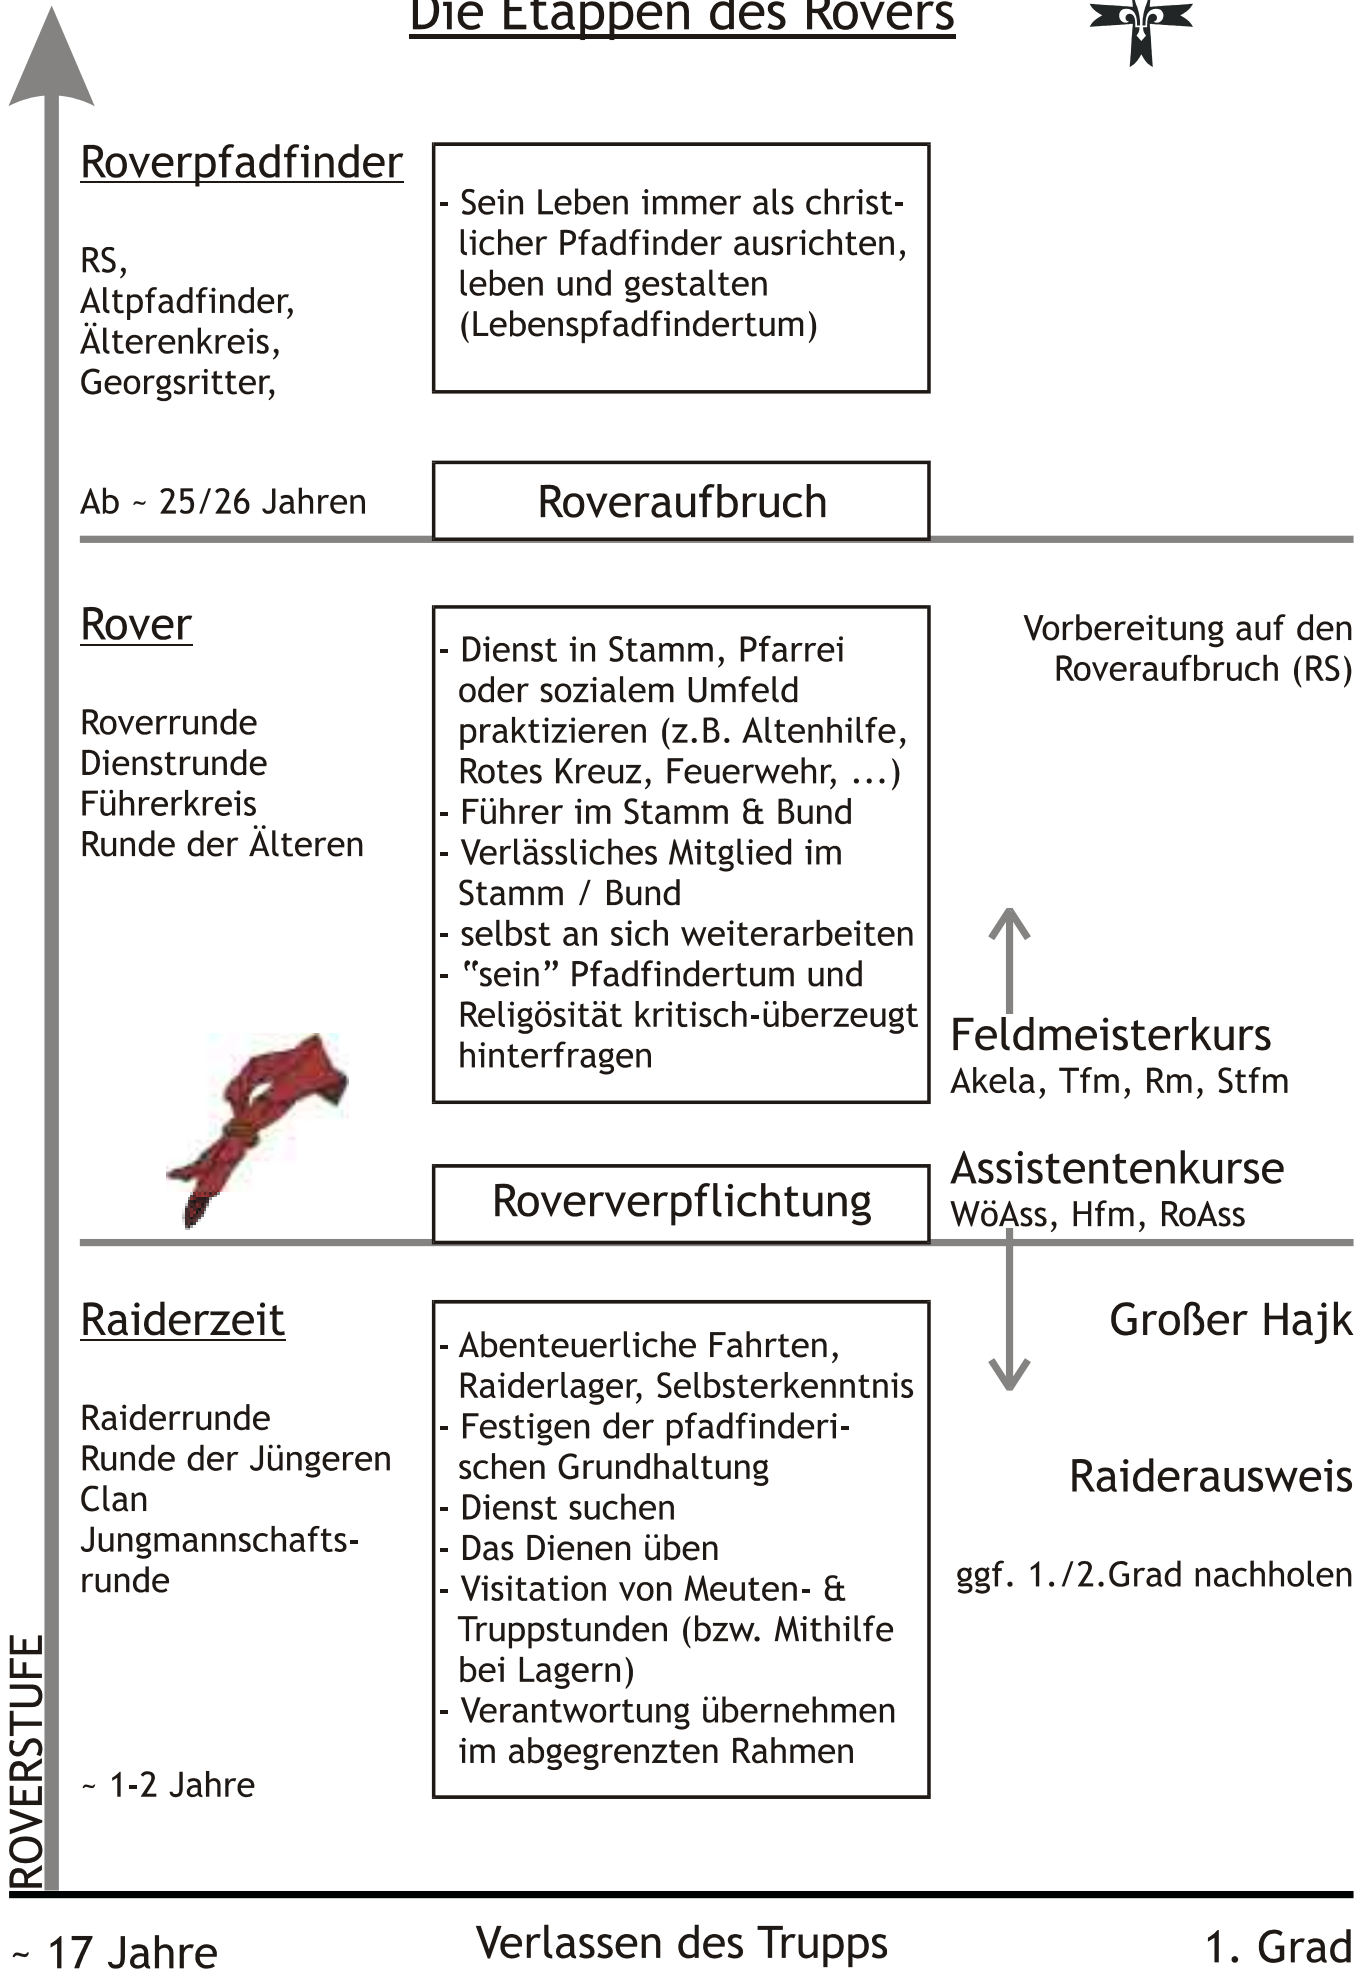 Die Etappen des Rovers
Roverpfadfinder
RS,
Altpfadfinder,
Älterenkreis,
Georgsritter,
- Sein Leben immer als christ-
licher Pfadfinder ausrichten,
leben und gestalten
(Lebenspfadfindertum)
Ab ~ 25/26 Jahren
Roveraufbruch
Rover
Roverrunde
Dienstrunde
Führerkreis
Runde der Älteren
- Dienst in Stamm, Pfarrei
oder sozialem Umfeld
praktizieren (z.B. Altenhilfe,
Rotes Kreuz, Feuerwehr, ...)
- Führer im Stamm & Bund
- Verlässliches Mitglied im
Stamm / Bund
- selbst an sich weiterarbeiten
- “sein” Pfadfindertum und
Religösität kritisch-überzeugt
hinterfragen
Vorbereitung auf den
Roveraufbruch (RS)
Feldmeisterkurs
Akela, Tfm, Rm, Stfm
Assistentenkurse
WöAss, Hfm, RoAss
Roververpflichtung
Raiderzeit
Raiderrunde
Runde der Jüngeren
Clan
Jungmannschafts-
runde
~ 1-2 Jahre
- Abenteuerliche Fahrten,
Raiderlager, Selbsterkenntnis
- Festigen der pfadfinderi-
schen Grundhaltung
- Dienst suchen
- Das Dienen üben
- Visitation von Meuten- &
Truppstunden (bzw. Mithilfe
bei Lagern)
- Verantwortung übernehmen
im abgegrenzten Rahmen
Großer Hajk
Raiderausweis
ggf. 1./2.Grad nachholen
ROVERSTUFE
~ 17 Jahre
Verlassen des Trupps
1. Grad